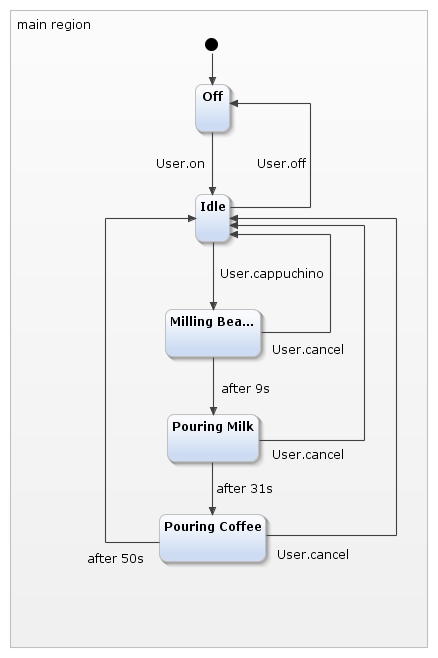 main region
Off
User.on
User.off
Idle
User.cappuchino
Milling Bea...
User.cancel
after 9s
Pouring Milk
User.cancel
after 31s
Pouring Coffee
User.cancel
after 50s